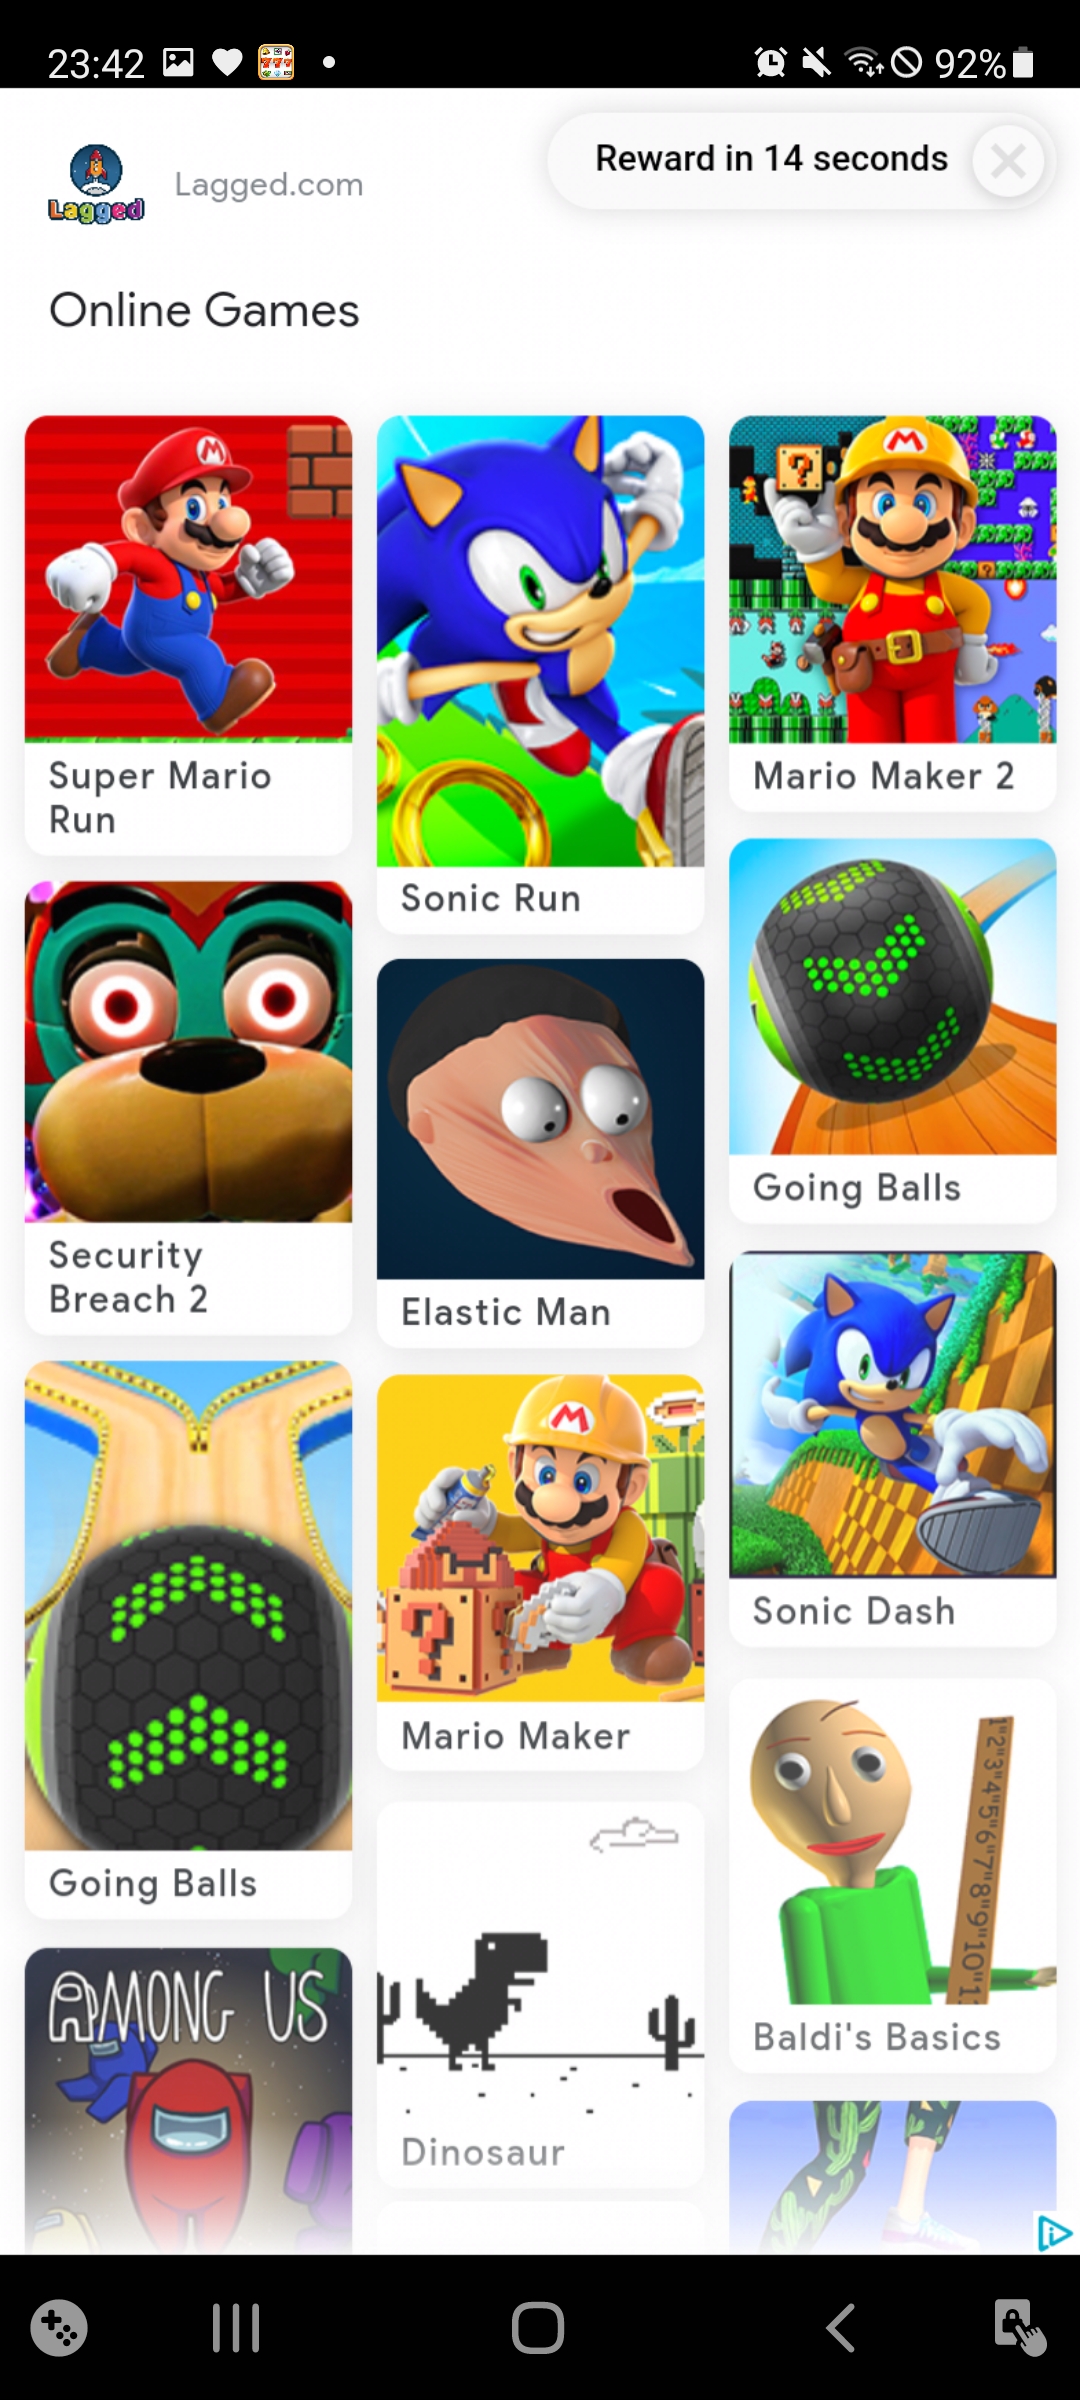 23:42
92%
Lagged
Lagged.com
Reward in 14 seconds
Online Games
Super Mario
Run
Sonic Run
Mario Maker 2
Security
Breach 2
Elastic Man
Going Balls
Going Balls
Mario Maker
Sonic Dash
AMONG US
Dinosaur
Baldi's Basics